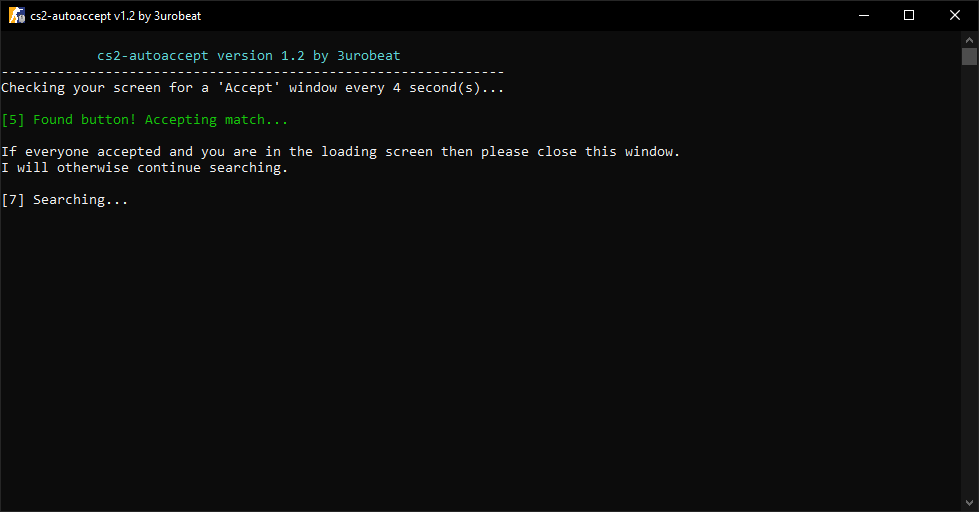 cs2-autoaccept v1.2 by 3urobeat
cs2-autoaccept version 1.2 by 3urobeat
---------------------------------------------------------------
Checking your screen for a 'Accept' window every 4 second(s)...
[5] Found button! Accepting match...
If everyone accepted and you are in the loading screen then please close this window.
I will otherwise continue searching.
[7] Searching...